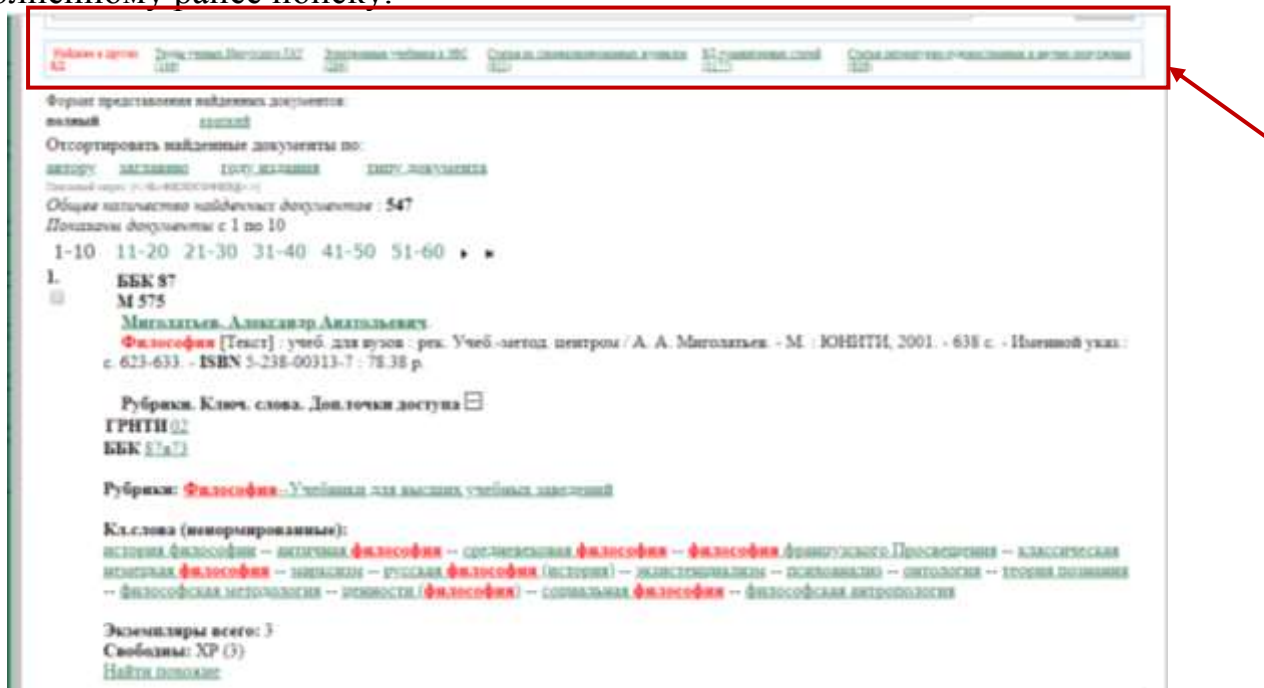 поиску.
Найдено в других
КД
Формат представления найденных документов:
полный краткий
Отсортировать найденные документы по:
автору заглавию году издания типу документа
Общее количество найденных документов : 547
Показаны документы с 1 по 10
1-10 11-20 21-30 31-40 41-50 51-60
1.
ББК 87
М 575
Миголатьев, Александр Анатольевич.
Философия [Текст] : учеб. для вузов : рек. Учеб.-метод. центром / А. А. Миголатьев. - М. : ЮНИТИ, 2001. - 638 с. - Именной указ.:
с. 623-633. - ISBN 5-238-00313-7 : 78.38 р.
Рубрики. Ключ. слова. Доп.точки доступа
ГРНТИ 02
ББК 87я73
Рубрики: Философия--Учебники для высших учебных заведений
Кл.слова (ненормированные):
история философии -- античная философия -- средневековая философия -- философия французского Просвещения -- классическая
немецкая философия -- марксизм -- русская философия (история) -- экзистенциализм -- психоанализ -- онтология -- теория познания
-- философская методология -- ценности (философия) -- социальная философия -- философская антропология
Экземпляры всего: 3
Свободны: ХР (3)
Найти похожие